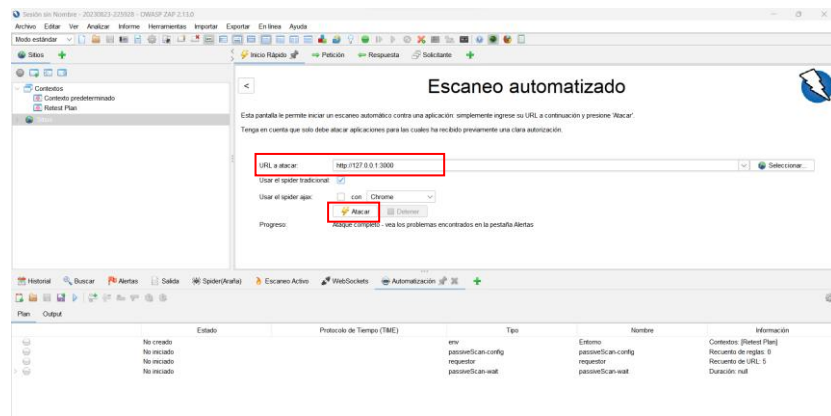 Sesión sin Nombre - 20230823-225928 - OWASP ZAP 2.13.0
Archivo Editar Ver Analizar Informe Herramientas Importar Exportar En línea Ayuda
Modo estándar
Sitios
Inicio Rápido Petición Respuesta Solicitante
Contextos
Contexto predeterminado
Retest Plan
Sitios
<
Escaneo automatizado
Esta pantalla le permite iniciar un escaneo automático contra una aplicación: simplemente ingrese su URL a continuación y presione 'Atacar'.
Tenga en cuenta que solo debe atacar aplicaciones para las cuales ha recibido previamente una clara autorización.
URL a atacar: http://127.0.0.1:3000 Seleccionar...
Usar el spider tradicional:
Usar el spider ajax: con Chrome
Atacar Detener
Progreso: Ataque completo - vea los problemas encontrados en la pestaña Alertas
Historial Buscar Alertas Salida Spider(Araña) Escaneo Activo WebSockets Automatización
Plan Output
Estado Protocolo de Tiempo (TIME) Tipo Nombre Información
No creado env Entorno Contextos: [Retest Plan]
No iniciado passiveScan-config passiveScan-config Recuento de reglas: 0
No iniciado requestor requestor Recuento de URL: 5
No iniciado passiveScan-wait passiveScan-wait Duración: null